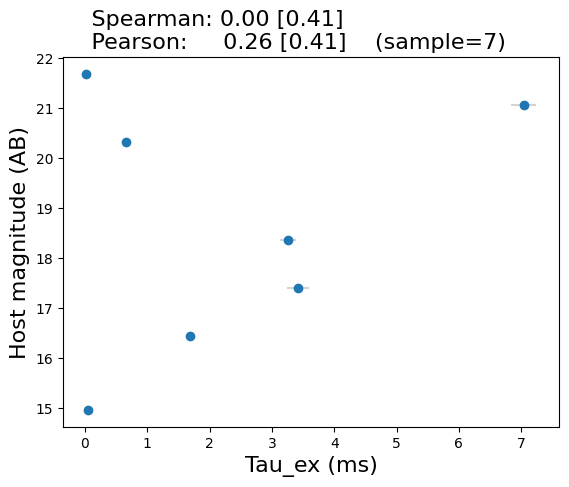 Spearman: 0.00 [0.41]
Pearson: 0.26 [0.41] (sample=7)
22
21
20
19
18
17
16
15
Host magnitude (AB)
0 1 2 3 4 5 6 7
Tau_ex (ms)